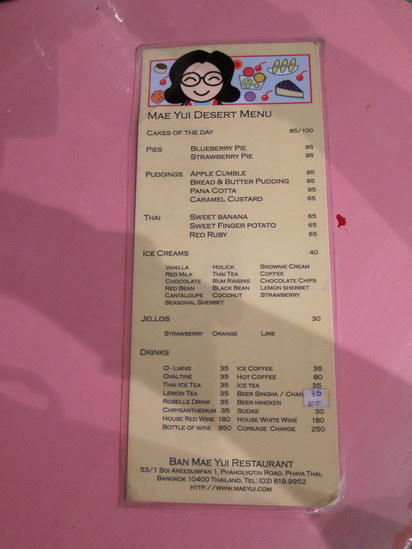 Mae Yui Desert Menu
Cakes of the day 85/100
Pies Blueberry Pie 95
Strawberry Pie 95
Puddings Apple Cumble 95
Bread & Butter Pudding 95
Pana Cotta 95
Caramel Custard 65
Thai Sweet banana 65
Sweet Finger potato 65
Red Ruby 65
Ice Creams 40
Vanilla Holick Brownie Cream
Red Milk Thai Tea Coffee
Chocolate Rum Raisins Chocolate Chips
Red Bean Black Bean Lemon sherbet
Cantaloupe Coconut Strawberry
Seasonal Sherbet
Jellos 30
Strawberry Orange Lime
Drinks
O-Liang 35 Ice Coffee 35
Ovaltine 35 Hot Coffee 80
Thai Ice Tea 35 Ice tea 35
Lemon Tea 35 Beer Singha / Chan
Roselle Drink 35 Beer Hineken 100
Chrysanthemum 35 Sodas 30
House Red Wine 180 House White Wine 180
Bottle of wine 950 Corkage Charge 250
Ban Mae Yui Restaurant
53/1 Soi Areesumpan 1, Phaholyotin Road, Phaya Thai,
Bangkok 10400 Thailand, Tel: (02) 619.9952
http://www.maeyui.com